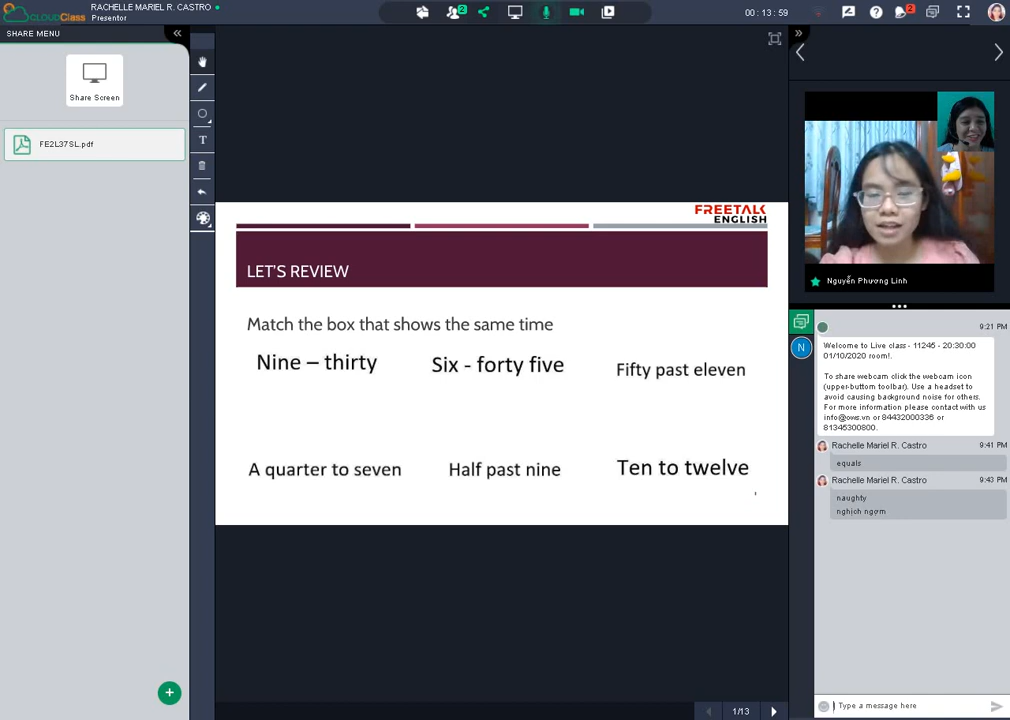 CLOUDCLASS
RACHELLE MARIEL R. CASTRO
Presentor
2
00 : 13 : 59
2
SHARE MENU
Share Screen
FE2L37SL.pdf
T
FREETALK
ENGLISH
LET'S REVIEW
Match the box that shows the same time
Nine – thirty
Six - forty five
Fifty past eleven
A quarter to seven
Half past nine
Ten to twelve
1/13
Nguyễn Phương Linh
9:21 PM
N
Welcome to Live class - 11245 - 20:30:00
01/10/2020 room!.
To share webcam click the webcam icon
(upper-buttom toolbar). Use a headset to
avoid causing background noise for others.
For more information please contact with us
info@ows.vn or 84432000336 or
81345300800.
Rachelle Mariel R. Castro 9:41 PM
equals
Rachelle Mariel R. Castro 9:43 PM
naughty
nghịch ngợm
Type a message here